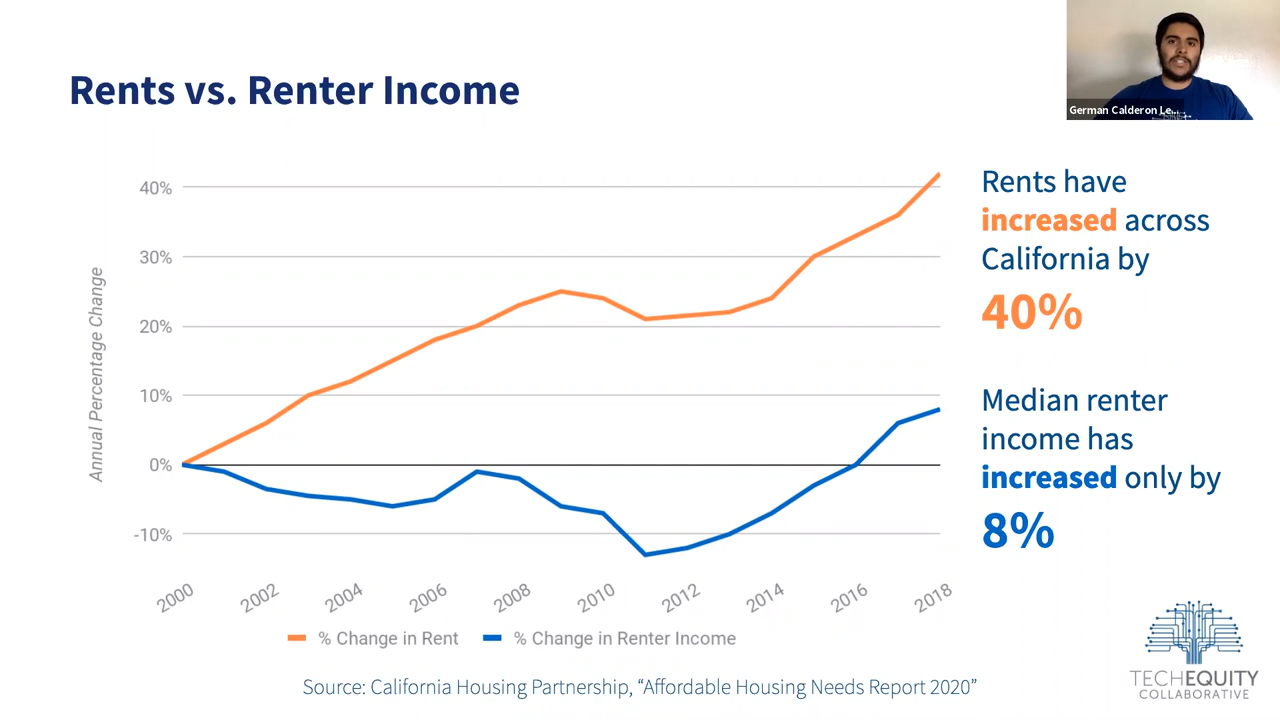 Rents vs. Renter Income
German Calderon Le...
40%
30%
20%
10%
0%
-10%
Annual Percentage Change
2000
2002
2004
2006
2008
2010
2012
2014
2016
2018
% Change in Rent
% Change in Renter Income
Rents have
increased across
California by
40%
Median renter
income has
increased only by
8%
Source: California Housing Partnership, “Affordable Housing Needs Report 2020”
TECHEQUITY
COLLABORATIVE